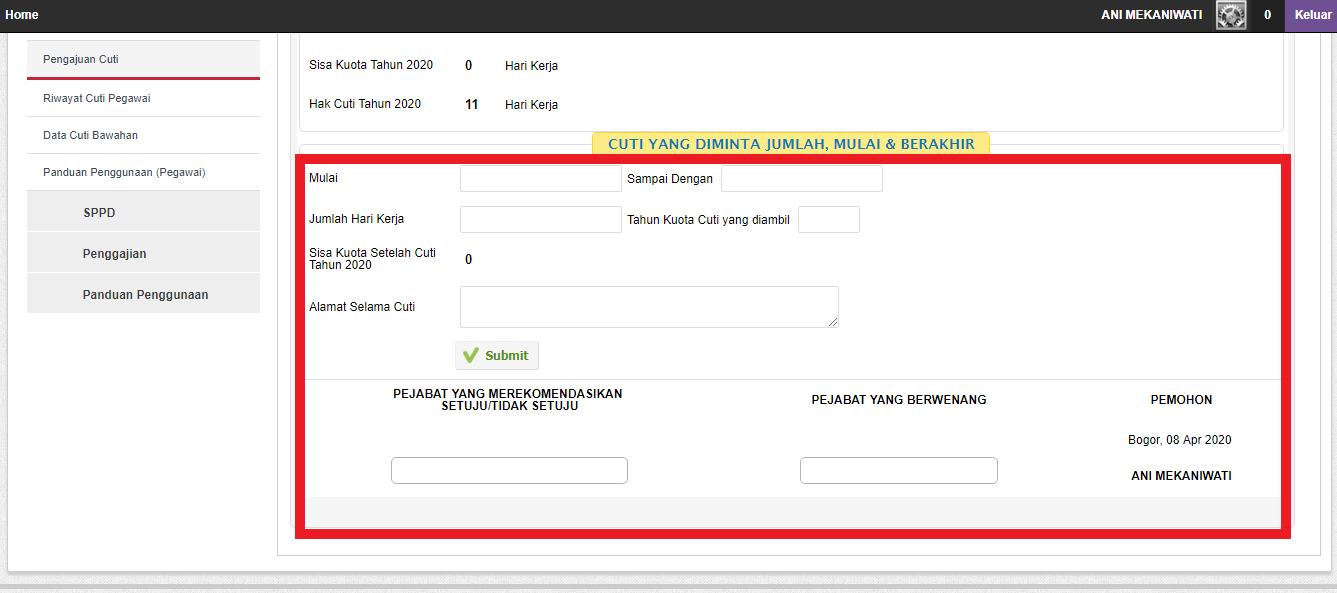 Home
ANI MEKANIWATI
0
Keluar
Pengajuan Cuti
Riwayat Cuti Pegawai
Data Cuti Bawahan
Panduan Penggunaan (Pegawai)
SPPD
Penggajian
Panduan Penggunaan
Sisa Kuota Tahun 2020 0 Hari Kerja
Hak Cuti Tahun 2020 11 Hari Kerja
CUTI YANG DIMINTA JUMLAH, MULAI & BERAKHIR
Mulai Sampai Dengan
Jumlah Hari Kerja Tahun Kuota Cuti yang diambil
Sisa Kuota Setelah Cuti
Tahun 2020
0
Alamat Selama Cuti
Submit
PEJABAT YANG MEREKOMENDASIKAN
SETUJU/TIDAK SETUJU
PEJABAT YANG BERWENANG
PEMOHON
Bogor, 08 Apr 2020
ANI MEKANIWATI